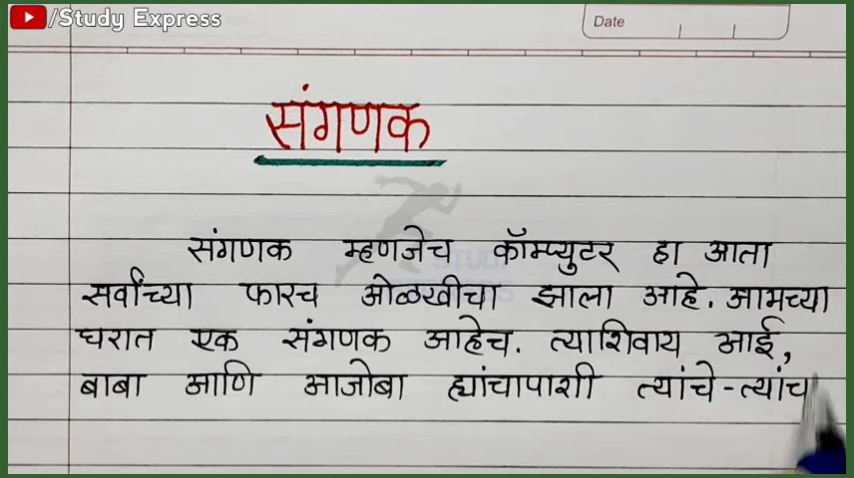 /Study Express
Date
संगणक
संगणक म्हणजेच कॉम्प्युटर हा आता
सर्वांच्या फारच ओळखीचा झाला आहे. आमच्या
घरात एक संगणक आहेच. त्याशिवाय आई,
बाबा आणि आजोबा ह्यांचापाशी त्यांचे-त्यांच